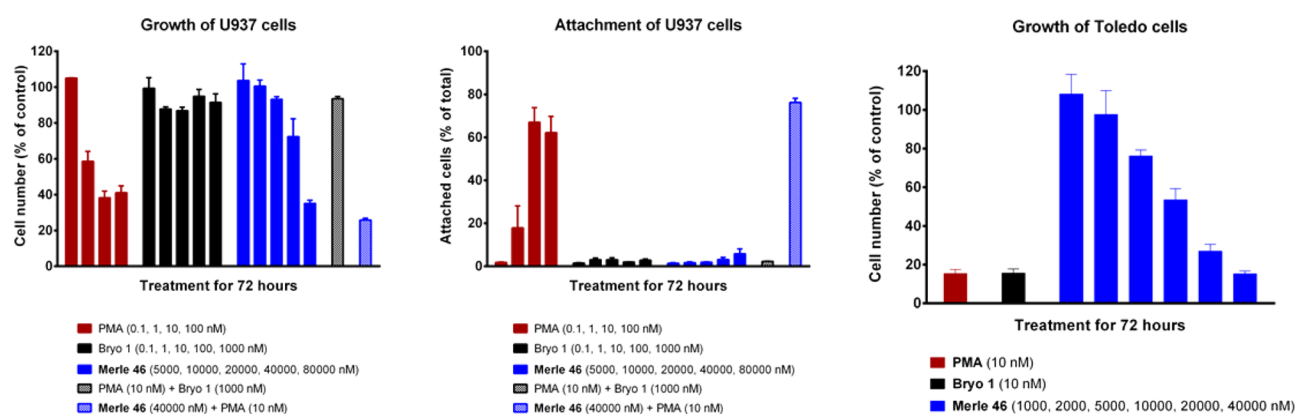 Growth of U937 cells
Cell number (% of control)
120
100
80
60
40
20
0
Treatment for 72 hours
PMA (0.1, 1, 10, 100 nM)
Bryo 1 (0.1, 1, 10, 100, 1000 nM)
Merle 46 (5000, 10000, 20000, 40000, 80000 nM)
PMA (10 nM) + Bryo 1 (1000 nM)
Merle 46 (40000 nM) + PMA (10 nM)
Attachment of U937 cells
Attached cells (% of total)
100
80
60
40
20
0
Treatment for 72 hours
PMA (0.1, 1, 10, 100 nM)
Bryo 1 (0.1, 1, 10, 100, 1000 nM)
Merle 46 (5000, 10000, 20000, 40000, 80000 nM)
PMA (10 nM) + Bryo 1 (1000 nM)
Merle 46 (40000 nM) + PMA (10 nM)
Growth of Toledo cells
Cell number (% of control)
120
100
80
60
40
20
0
Treatment for 72 hours
PMA (10 nM)
Bryo 1 (10 nM)
Merle 46 (1000, 2000, 5000, 10000, 20000, 40000 nM)